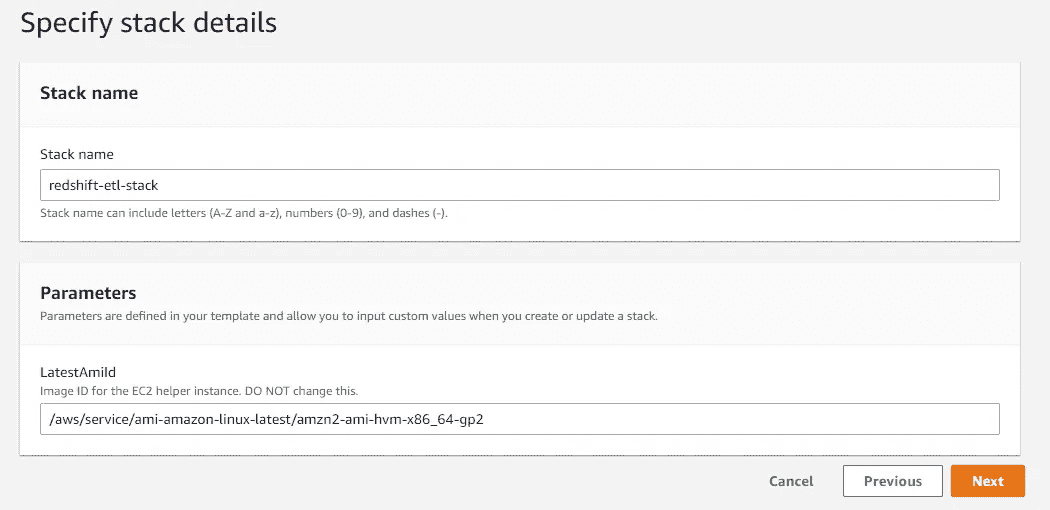 Specify stack details
Stack name
Stack name
redshift-etl-stack
Stack name can include letters (A-Z and a-z), numbers (0-9), and dashes (-).
Parameters
Parameters are defined in your template and allow you to input custom values when you create or update a stack.
LatestAmiId
Image ID for the EC2 helper instance. DO NOT change this.
/aws/service/ami-amazon-linux-latest/amzn2-ami-hvm-x86_64-gp2
Cancel Previous Next